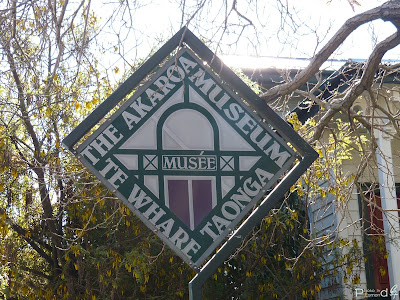 THE AKAROA
MUSEUM
MUSÉE
TE WHARE
TAONGA